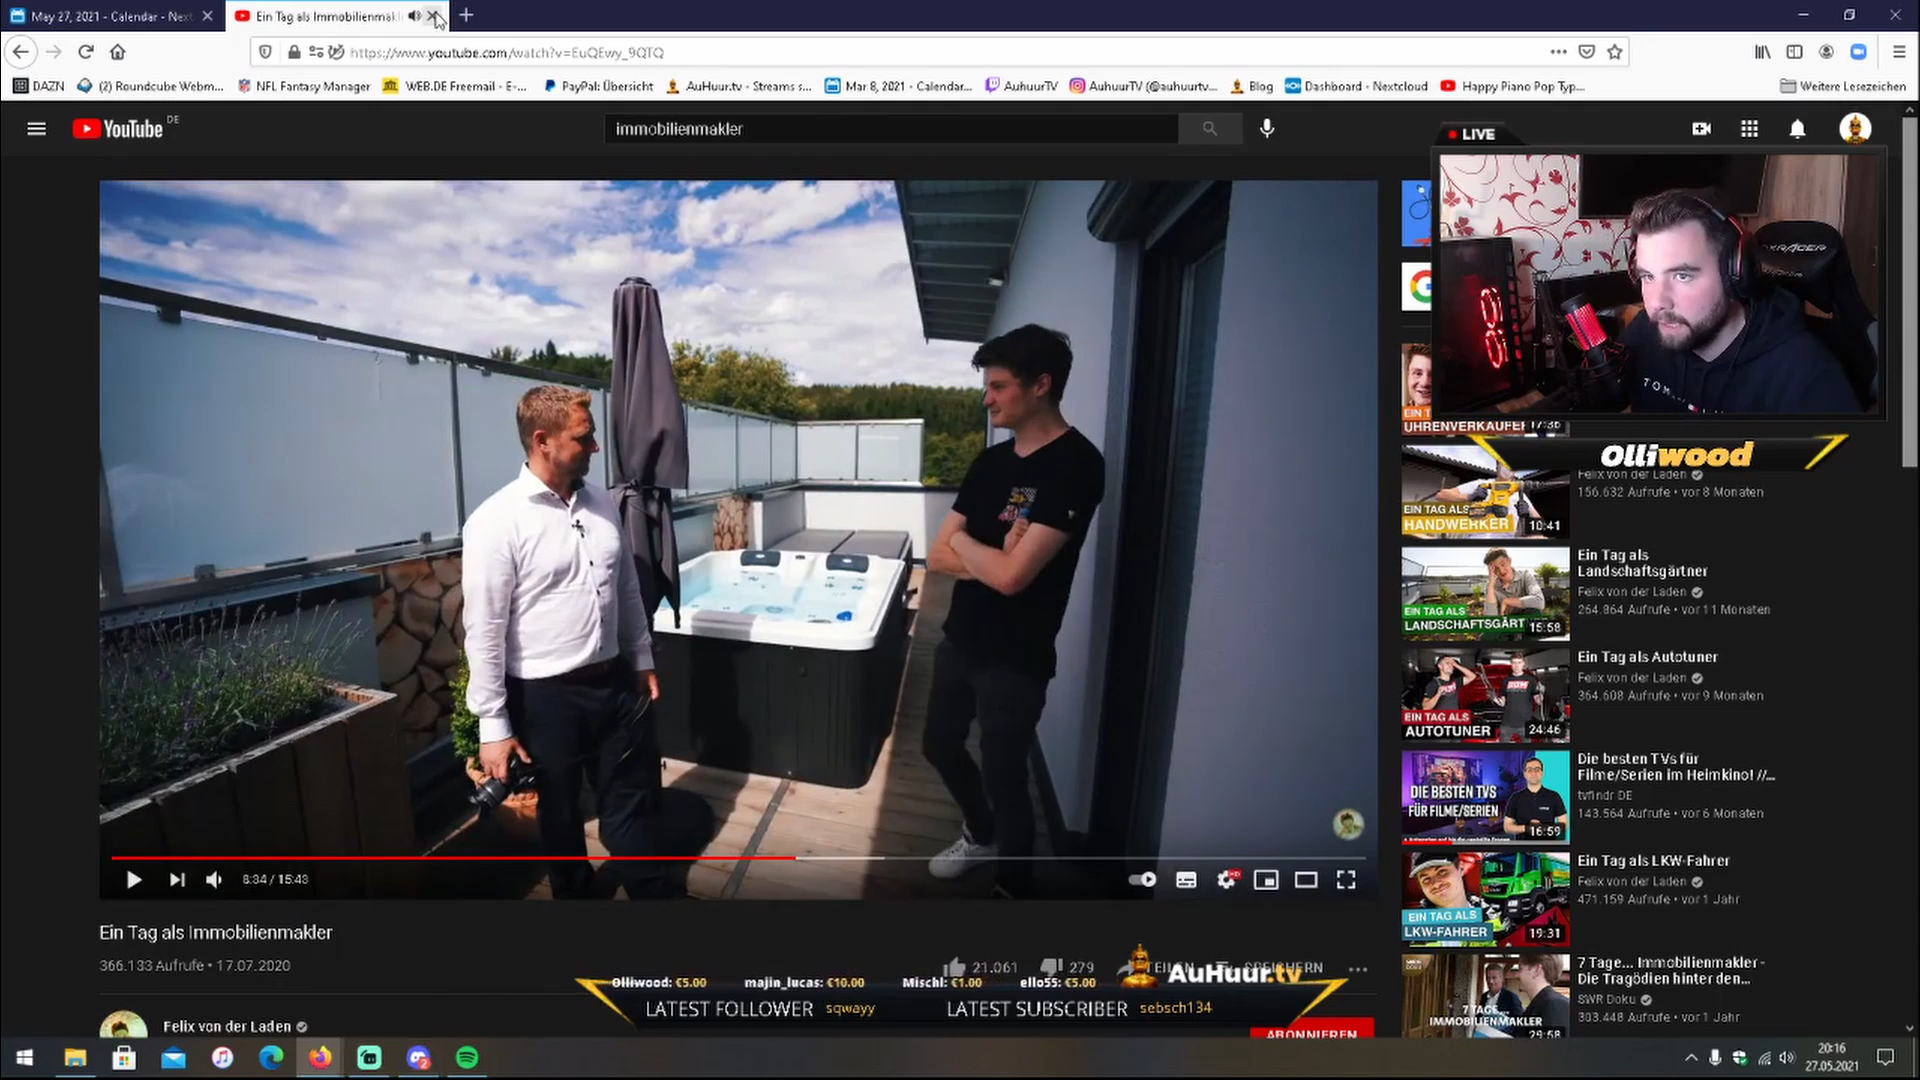 May 27, 2021 - Calendar - Next
Ein Tag als Immobilienmakl
https://www.youtube.com/watch?v=EuQEwy_9QTQ
DAZN
(2) Roundcube Webm...
NFL Fantasy Manager
WEB.DE Freemail - E-...
PayPal: Übersicht
AuHuur.tv - Streams s...
Mar 8, 2021 - Calendar...
AuhuurTV
AuhuurTV (@auhuurtv...
Blog
Dashboard - Nextcloud
Happy Piano Pop Typ...
Weitere Lesezeichen
YouTube DE
immobilienmakler
LIVE
Olliwood
EIN T
UHRENVERKÄUFER 17:36
EIN TAG ALS
HANDWERKER 10:41
Felix von der Laden
156.632 Aufrufe • vor 8 Monaten
EIN TAG ALS
LANDSCHAFTSGÄRT 15:58
Ein Tag als
Landschaftsgärtner
Felix von der Laden
264.864 Aufrufe • vor 11 Monaten
EIN TAG ALS
AUTOTUNER 24:46
Ein Tag als Autotuner
Felix von der Laden
364.608 Aufrufe • vor 9 Monaten
DIE BESTEN TVS
FÜR FILME/SERIEN
16:59
Die besten TVs für
Filme/Serien im Heimkino! //...
tvfindr DE
143.564 Aufrufe • vor 6 Monaten
EIN TAG ALS
LKW-FAHRER 19:31
Ein Tag als LKW-Fahrer
Felix von der Laden
471.159 Aufrufe • vor 1 Jahr
7 TAGE...
IMMOBILIENMAKLER
29:58
7 Tage... Immobilienmakler -
Die Tragödien hinter den...
SWR Doku
303.448 Aufrufe • vor 1 Jahr
8:34 / 15:43
HD
Ein Tag als Immobilienmakler
366.133 Aufrufe • 17.07.2020
21.061
279
TEILEN
SPEICHERN
AuHuur.tv
Olliwood: €5.00
majin_lucas: €10.00
Mischl: €1.00
ello55: €5.00
LATEST FOLLOWER sqwayy
LATEST SUBSCRIBER sebsch134
Felix von der Laden
ABONNIEREN
20:16
27.05.2021